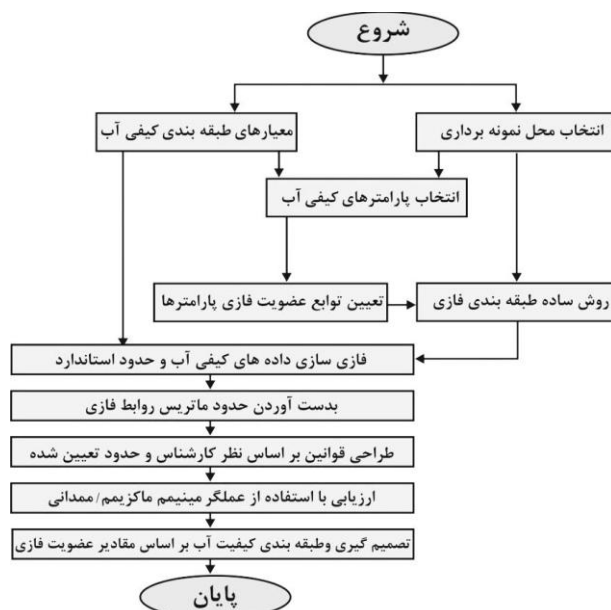 شروع
انتخاب محل نمونه برداری
معیارهای طبقه بندی کیفی آب
انتخاب پارامترهای کیفی آب
روش ساده طبقه بندی فازی
تعیین توابع عضویت فازی پارامترها
فازی سازی داده های کیفی آب و حدود استاندارد
بدست آوردن حدود ماتریس روابط فازی
طراحی قوانین بر اساس نظر کارشناس و حدود تعیین شده
ارزیابی با استفاده از عملگر مینیمم ماکزیمم/ممدانی
تصمیم گیری وطبقه بندی کیفیت آب بر اساس مقادیر عضویت فازی
پایان